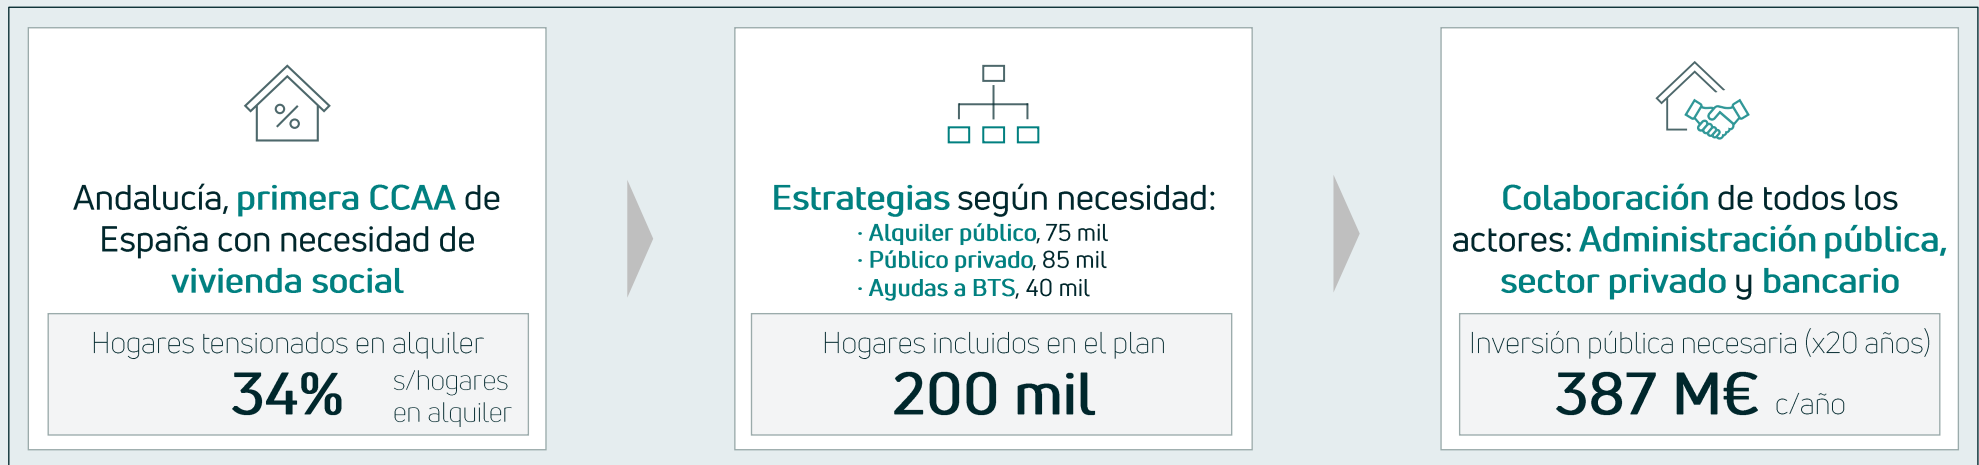 Andalucía, primera CCAA de
España con necesidad de
vivienda social
Hogares tensionados en alquiler
34% s/hogares
en alquiler
Estrategias según necesidad:
· Alquiler público, 75 mil
· Público privado, 85 mil
· Ayudas a BTS, 40 mil
Hogares incluidos en el plan
200 mil
Colaboración de todos los
actores: Administración pública,
sector privado y bancario
Inversión pública necesaria (x20 años)
387 M€ c/año